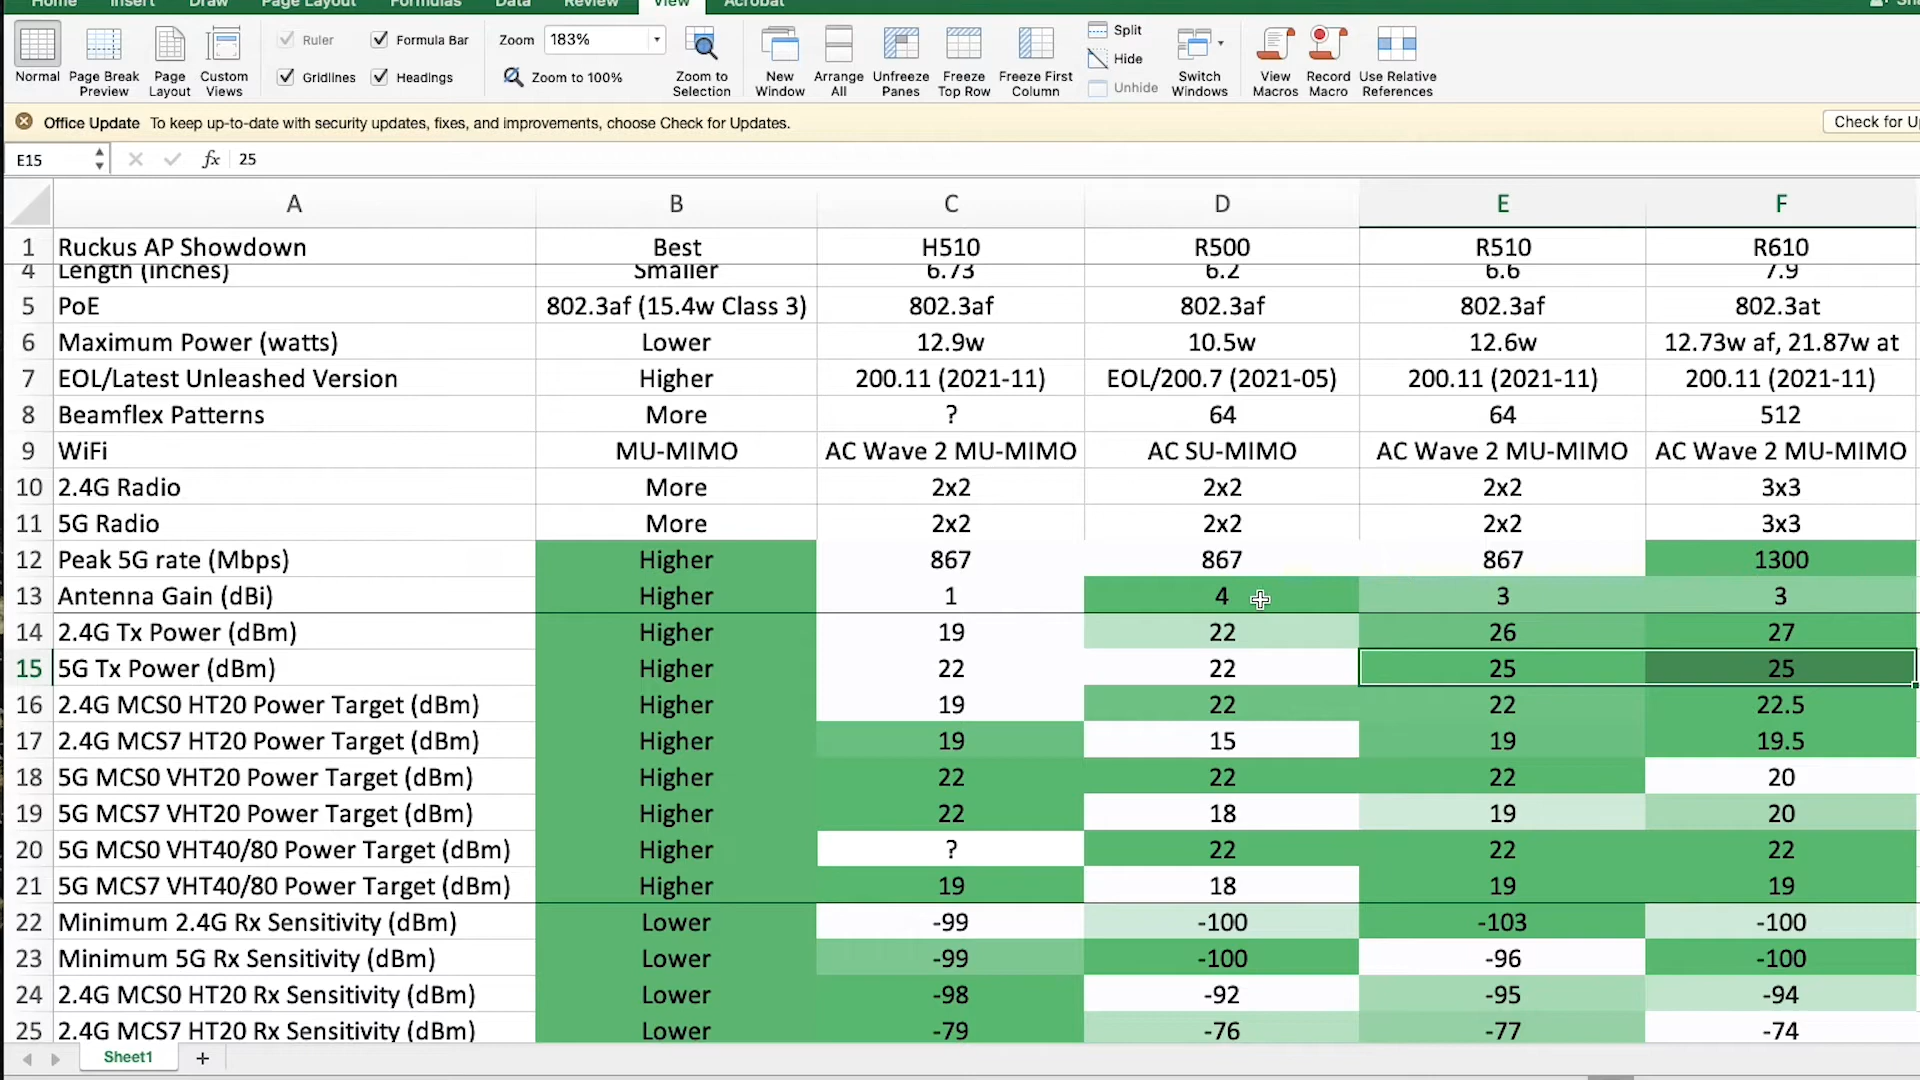 Home Insert Draw Page Layout Formulas Data Review View Acrobat
Ruler Formula Bar Zoom 183% Split
Hide
Normal Page Break Preview Page Layout Custom Views Gridlines Headings Zoom to 100% Zoom to Selection New Window Arrange All Unfreeze Panes Freeze Top Row Freeze First Column Unhide Switch Windows View Macros Record Macro Use Relative References
Office Update To keep up-to-date with security updates, fixes, and improvements, choose Check for Updates. Check for
E15 fx 25
A B C D E F
1 Ruckus AP Showdown Best H510 R500 R510 R610
4 Length (inches) Smaller 6.73 6.2 6.6 7.9
5 PoE 802.3af (15.4w Class 3) 802.3af 802.3af 802.3af 802.3at
6 Maximum Power (watts) Lower 12.9w 10.5w 12.6w 12.73w af, 21.87w at
7 EOL/Latest Unleashed Version Higher 200.11 (2021-11) EOL/200.7 (2021-05) 200.11 (2021-11) 200.11 (2021-11)
8 Beamflex Patterns More ? 64 64 512
9 WiFi MU-MIMO AC Wave 2 MU-MIMO AC SU-MIMO AC Wave 2 MU-MIMO AC Wave 2 MU-MIMO
10 2.4G Radio More 2x2 2x2 2x2 3x3
11 5G Radio More 2x2 2x2 2x2 3x3
12 Peak 5G rate (Mbps) Higher 867 867 867 1300
13 Antenna Gain (dBi) Higher 1 4 3 3
14 2.4G Tx Power (dBm) Higher 19 22 26 27
15 5G Tx Power (dBm) Higher 22 22 25 25
16 2.4G MCS0 HT20 Power Target (dBm) Higher 19 22 22 22.5
17 2.4G MCS7 HT20 Power Target (dBm) Higher 19 15 19 19.5
18 5G MCS0 VHT20 Power Target (dBm) Higher 22 22 22 20
19 5G MCS7 VHT20 Power Target (dBm) Higher 22 18 19 20
20 5G MCS0 VHT40/80 Power Target (dBm) Higher ? 22 22 22
21 5G MCS7 VHT40/80 Power Target (dBm) Higher 19 18 19 19
22 Minimum 2.4G Rx Sensitivity (dBm) Lower -99 -100 -103 -100
23 Minimum 5G Rx Sensitivity (dBm) Lower -99 -100 -96 -100
24 2.4G MCS0 HT20 Rx Sensitivity (dBm) Lower -98 -92 -95 -94
25 2.4G MCS7 HT20 Rx Sensitivity (dBm) Lower -79 -76 -77 -74
Sheet1 +